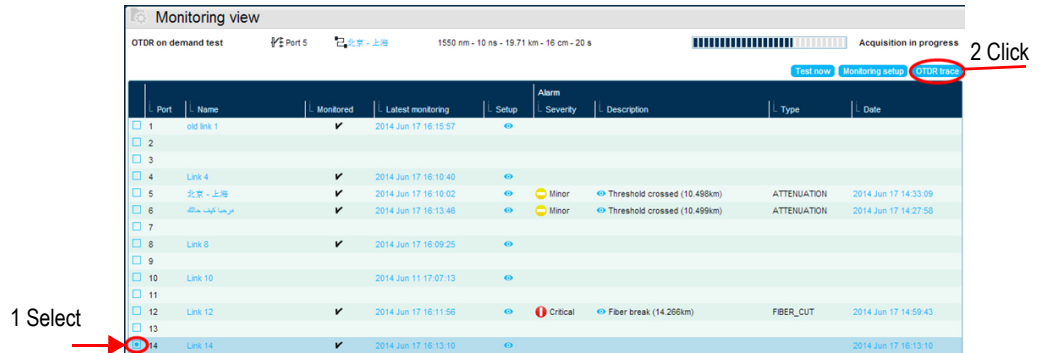 Monitoring view
OTDR on demand test Port 5 北京 - 上海 1550 nm - 10 ns - 19.71 km - 16 cm - 20 s Acquisition in progress
2 Click
Test now Monitoring setup OTDR trace
Alarm
Port Name Monitored Latest monitoring Setup Severity Description Type Date
1 old link 1 2014 Jun 17 16:15:57
2
3
4 Link 4 2014 Jun 17 16:10:40
5 北京 - 上海 2014 Jun 17 16:10:02 Minor Threshold crossed (10.498km) ATTENUATION 2014 Jun 17 14:33:09
6 مرحبا كيف حالك 2014 Jun 17 16:13:46 Minor Threshold crossed (10.499km) ATTENUATION 2014 Jun 17 14:27:58
7
8 Link 8 2014 Jun 17 16:09:25
9
10 Link 10 2014 Jun 11 17:07:13
11
12 Link 12 2014 Jun 17 16:11:56 Critical Fiber break (14.266km) FIBER_CUT 2014 Jun 17 14:59:43
1 Select
13
14 Link 14 2014 Jun 17 16:13:10 2014 Jun 17 16:13:10